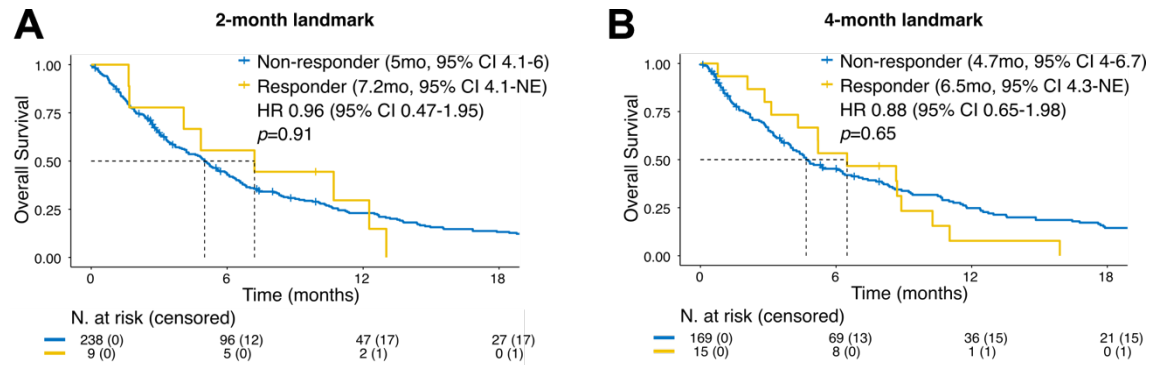 A
2-month landmark
Non-responder (5mo, 95% CI 4.1-6)
Responder (7.2mo, 95% CI 4.1-NE)
HR 0.96 (95% CI 0.47-1.95)
p=0.91
Overall Survival
1.00
0.75
0.50
0.25
0.00
0 6 12 18
Time (months)
N. at risk (censored)
238 (0) 96 (12) 47 (17) 27 (17)
9 (0) 5 (0) 2 (1) 0 (1)
B
4-month landmark
Non-responder (4.7mo, 95% CI 4-6.7)
Responder (6.5mo, 95% CI 4.3-NE)
HR 0.88 (95% CI 0.65-1.98)
p=0.65
Overall Survival
1.00
0.75
0.50
0.25
0.00
0 6 12 18
Time (months)
N. at risk (censored)
169 (0) 69 (13) 36 (15) 21 (15)
15 (0) 8 (0) 1 (1) 0 (1)